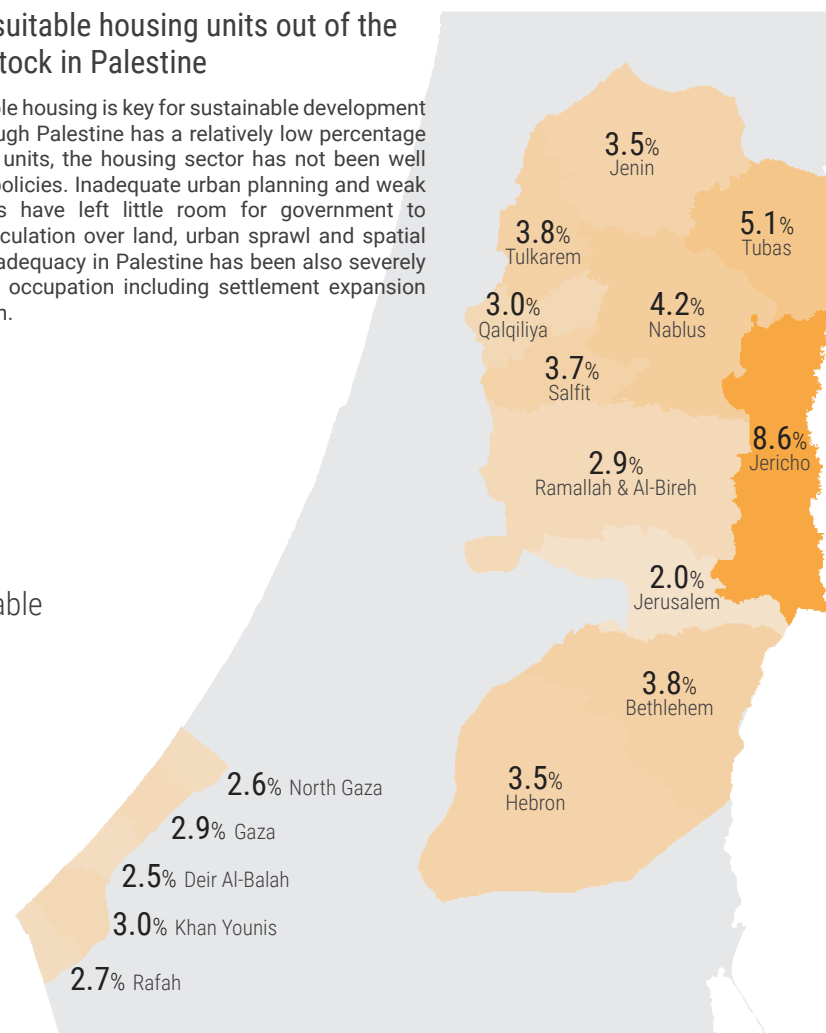 suitable housing units out of the
tock in Palestine
ble housing is key for sustainable development
ugh Palestine has a relatively low percentage
units, the housing sector has not been well
policies. Inadequate urban planning and weak
s have left little room for government to
culation over land, urban sprawl and spatial
adequacy in Palestine has been also severely
occupation including settlement expansion
n.
3.5%
Jenin
5.1%
Tubas
3.8%
Tulkarem
3.0%
Qalqiliya
4.2%
Nablus
3.7%
Salfit
8.6%
Jericho
2.9%
Ramallah & Al-Bireh
2.0%
Jerusalem
able
3.8%
Bethlehem
3.5%
Hebron
2.6% North Gaza
2.9% Gaza
2.5% Deir Al-Balah
3.0% Khan Younis
2.7% Rafah